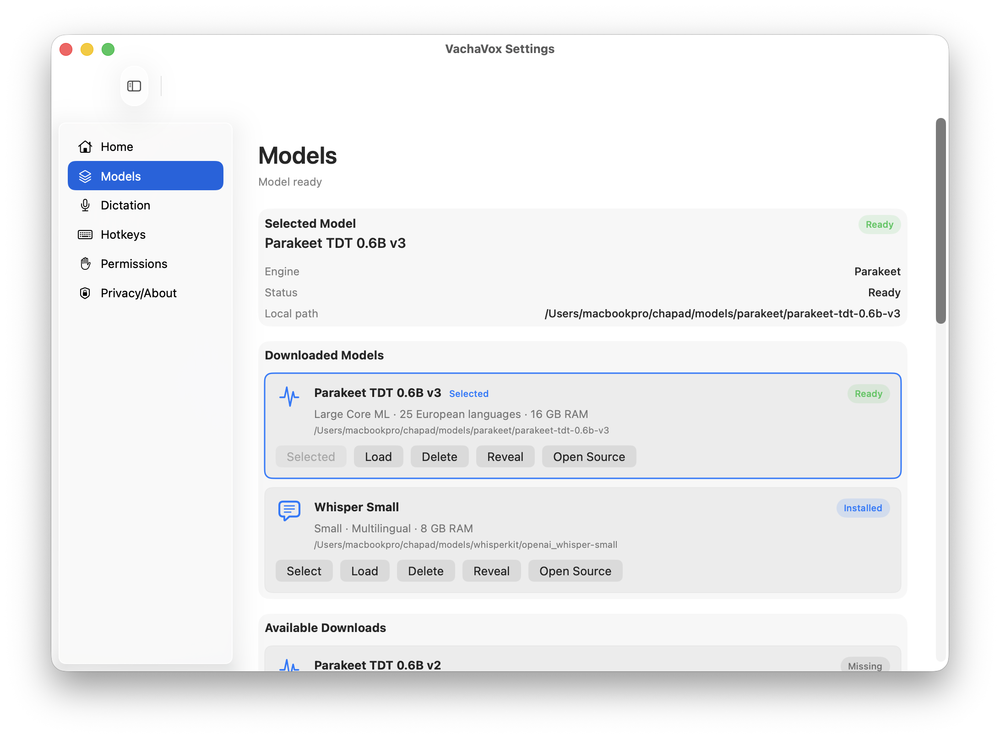 VachaVox Settings
Home
Models
Dictation
Hotkeys
Permissions
Privacy/About
Models
Model ready
Selected Model
Ready
Parakeet TDT 0.6B v3
Engine
Parakeet
Status
Ready
Local path
/Users/macbookpro/chapad/models/parakeet/parakeet-tdt-0.6b-v3
Downloaded Models
Parakeet TDT 0.6B v3 Selected
Ready
Large Core ML · 25 European languages · 16 GB RAM
/Users/macbookpro/chapad/models/parakeet/parakeet-tdt-0.6b-v3
Selected Load Delete Reveal Open Source
Whisper Small
Installed
Small · Multilingual · 8 GB RAM
/Users/macbookpro/chapad/models/whisperkit/openai_whisper-small
Select Load Delete Reveal Open Source
Available Downloads
Parakeet TDT 0.6B v2
Missing